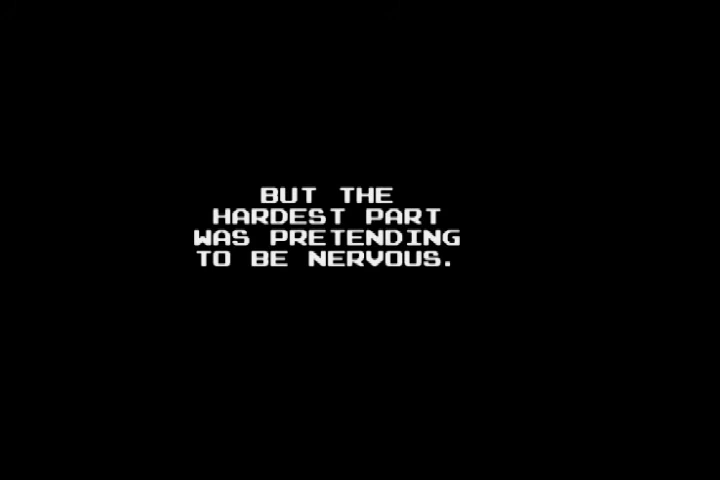 BUT THE
HARDEST PART
WAS PRETENDING
TO BE NERVOUS.